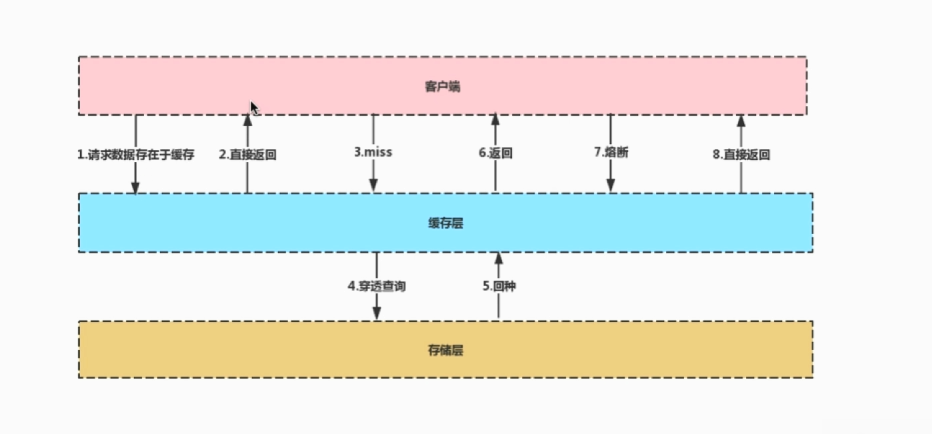 客户端
1.请求数据存在于缓存
2.直接返回
3.miss
6.返回
7.熔断
8.直接返回
缓存层
4.穿透查询
5.回种
存储层